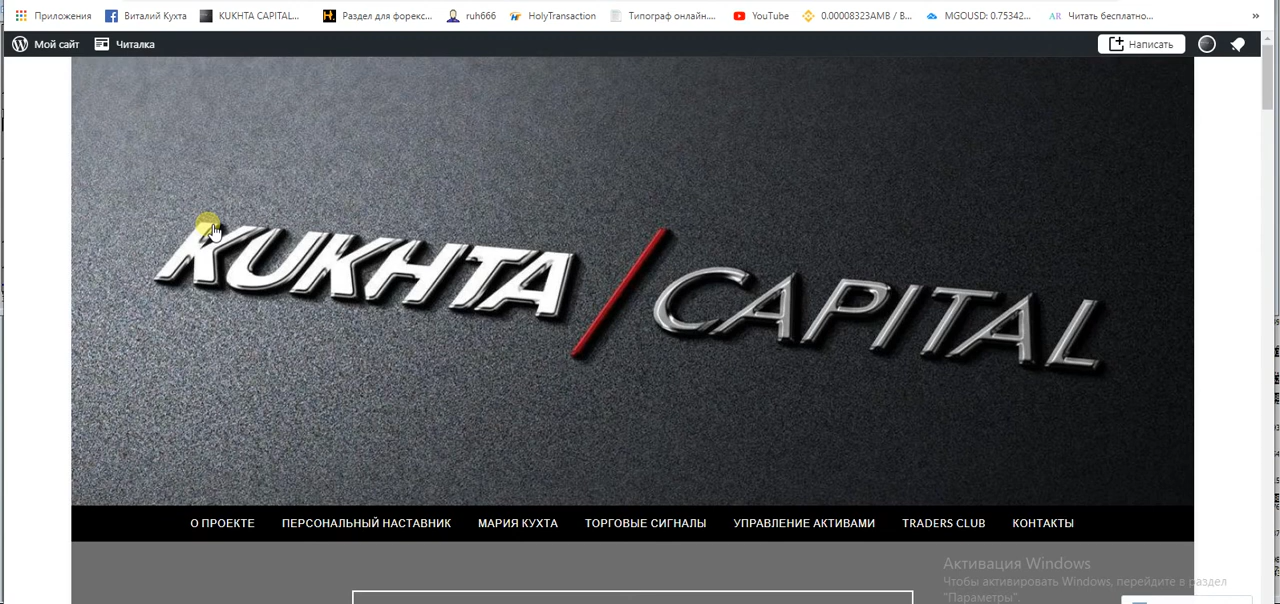 Приложения Виталий Кухта KUKHTA CAPITAL... Раздел для форекс... ruh666 HolyTransaction Типограф онлайн.... YouTube 0.00008323AMB / B... MGOUSD: 0.75342... AR Читать бесплатно... »
Мой сайт Читалка Написать
KUKHTA / CAPITAL
О ПРОЕКТЕ ПЕРСОНАЛЬНЫЙ НАСТАВНИК МАРИЯ КУХТА ТОРГОВЫЕ СИГНАЛЫ УПРАВЛЕНИЕ АКТИВАМИ TRADERS CLUB КОНТАКТЫ
Активация Windows
Чтобы активировать Windows, перейдите в раздел
"Параметры".